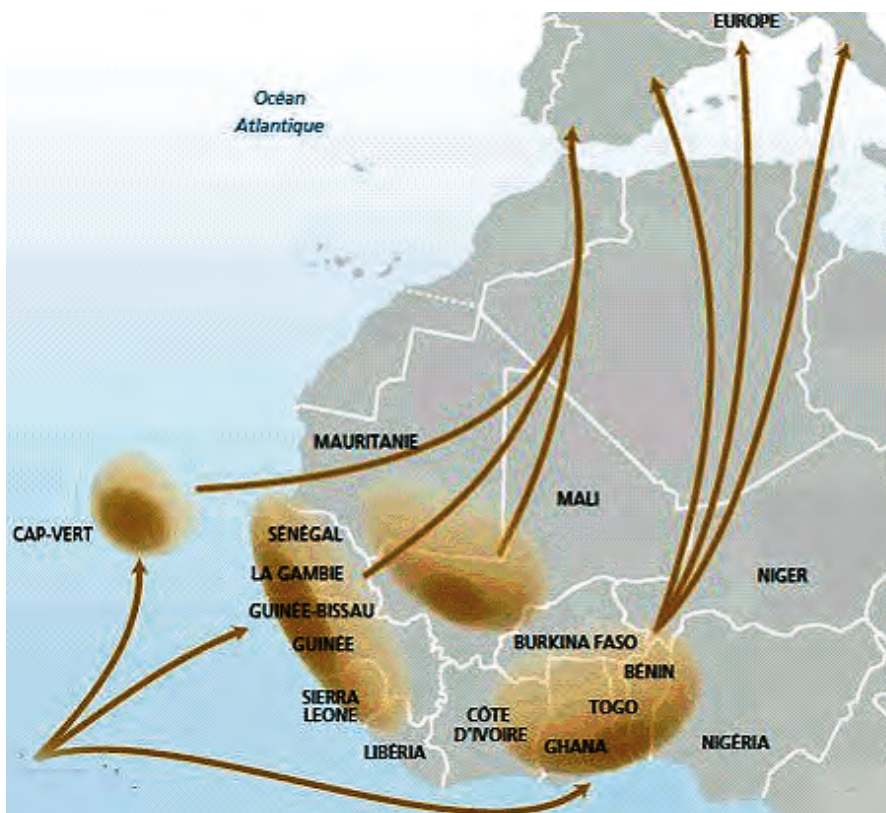 EUROPE
Océan
Atlantique
MAURITANIE
MALI
CAP-VERT
SÉNÉGAL
LA GAMBIE
NIGER
GUINÉE-BISSAU
GUINÉE
BURKINA FASO
BÉNIN
SIERRA
LEONE
CÔTE
D'IVOIRE
TOGO
LIBÉRIA
GHANA
NIGÉRIA